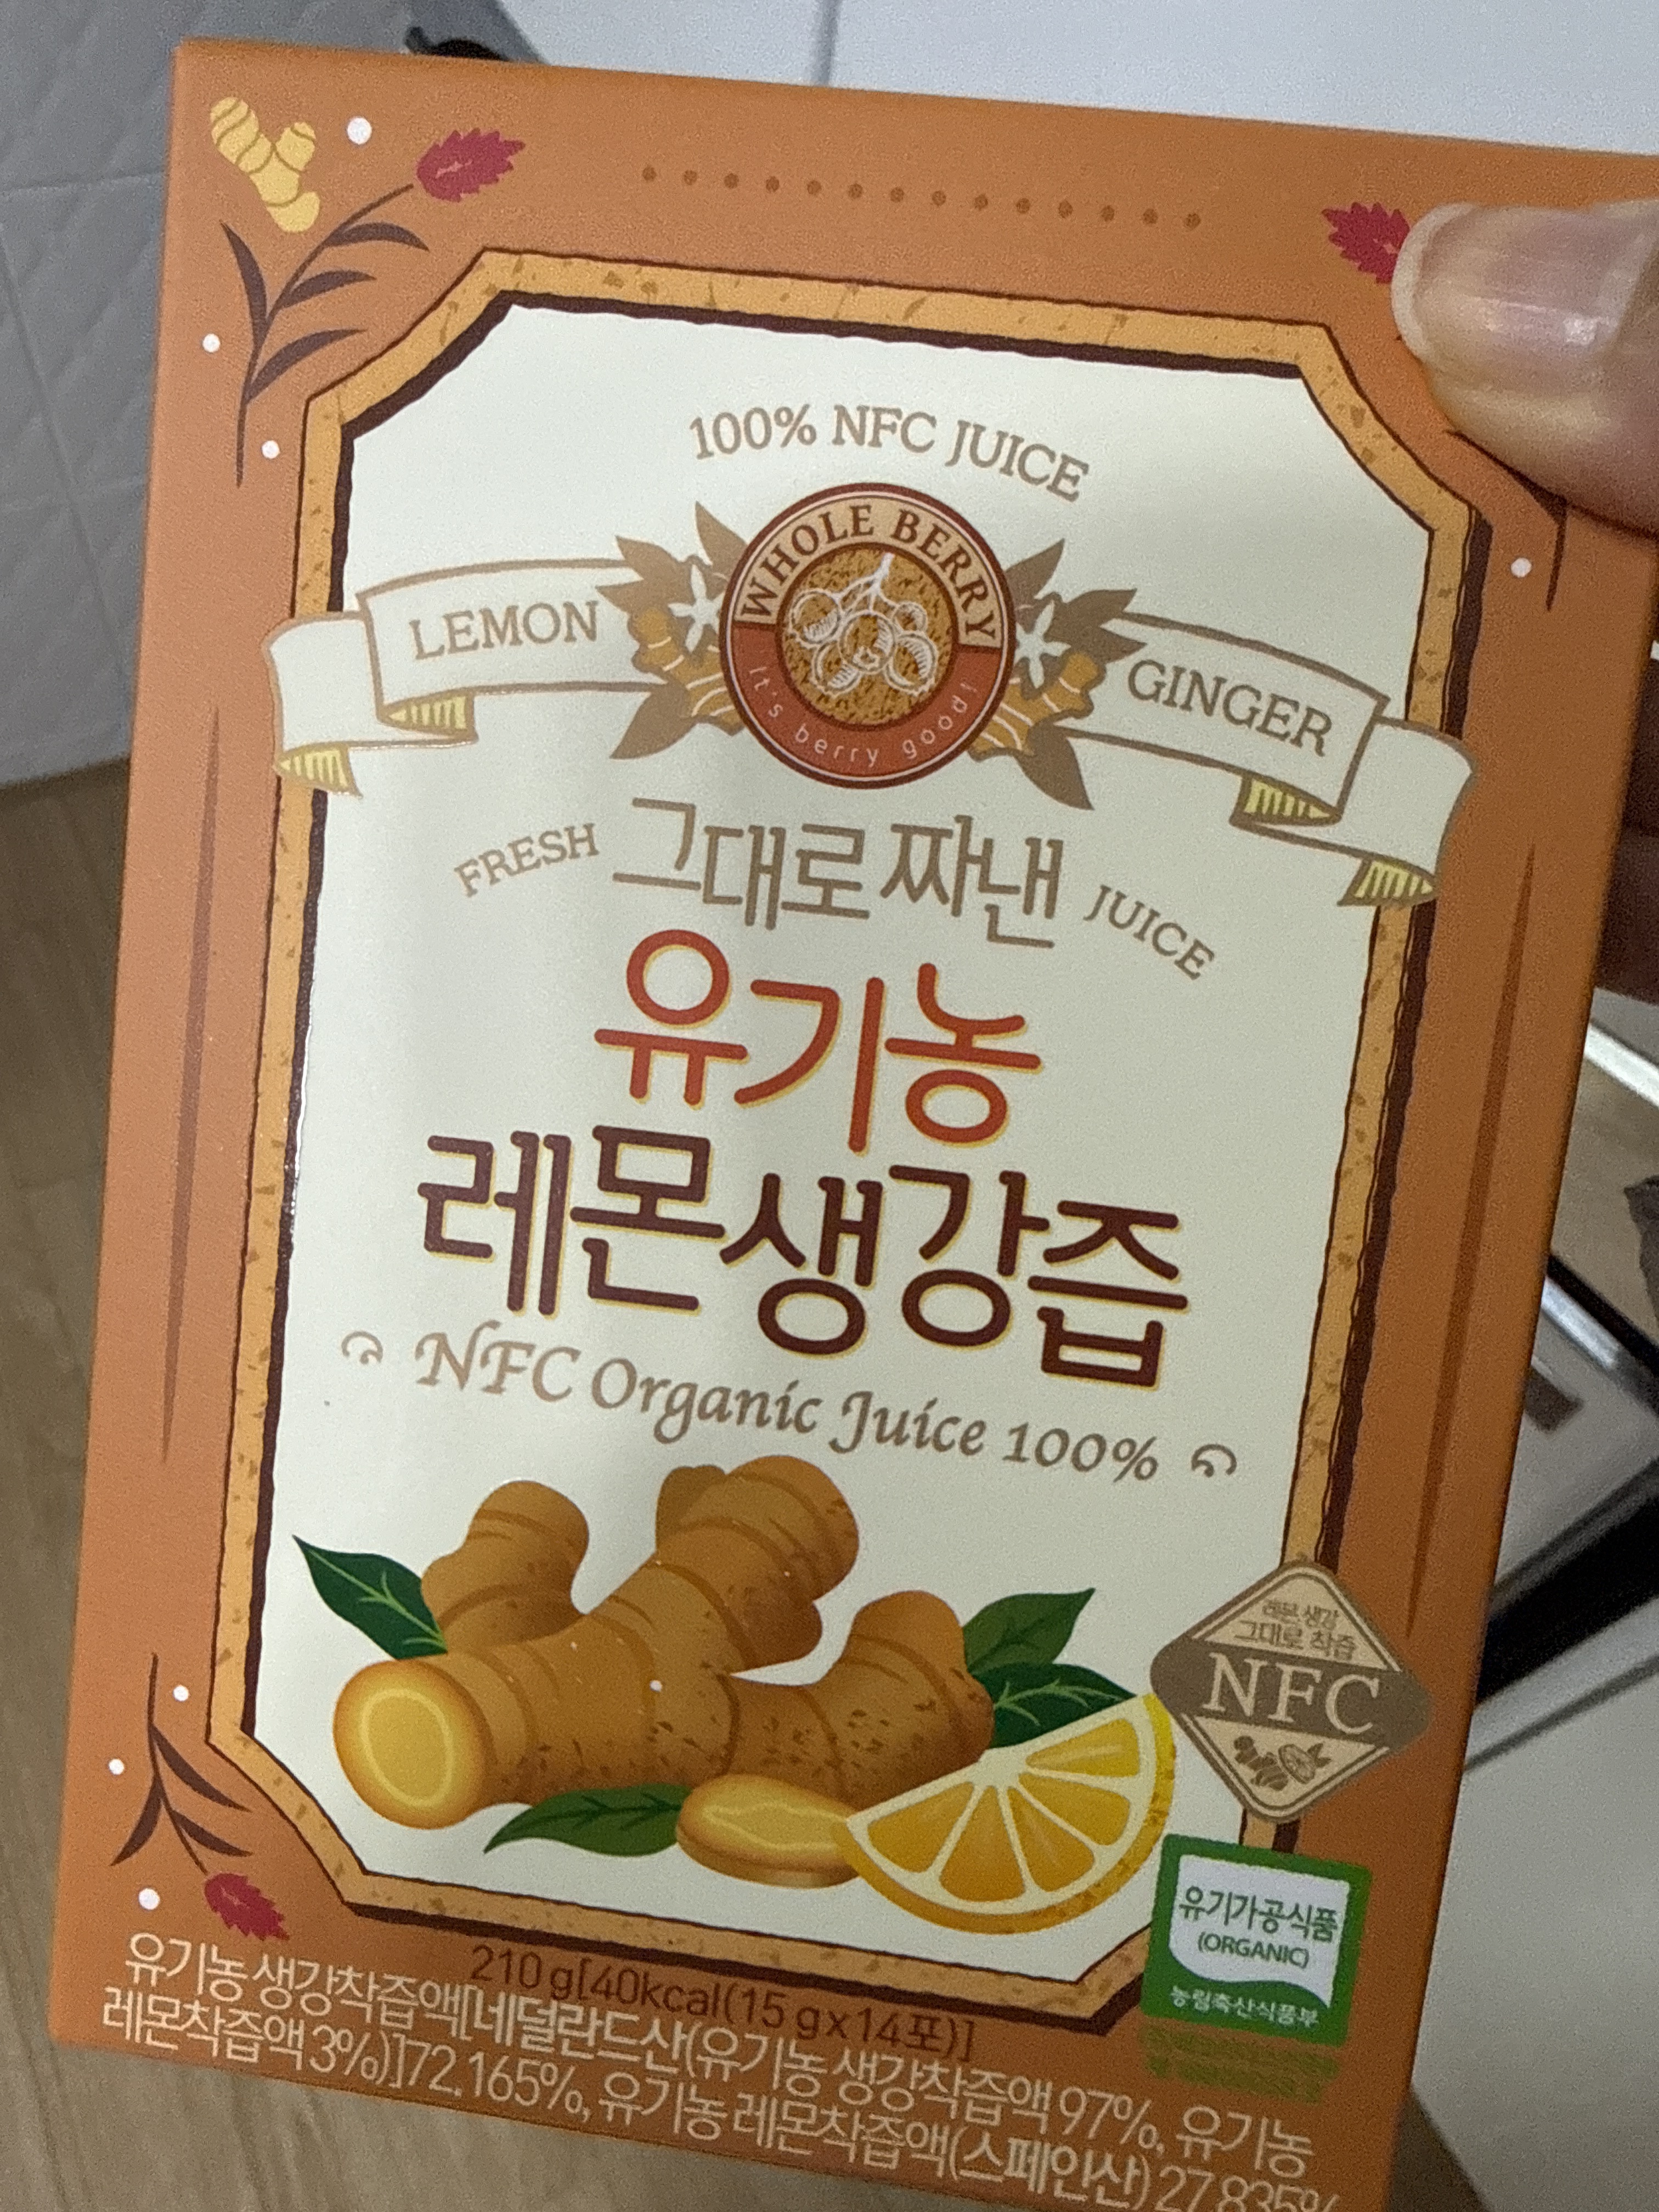 100% NFC JUICE
WHOLE BERRY
It's berry good!
LEMON
GINGER
FRESH 그대로 짜낸 JUICE
유기농
레몬생강즙
NFC Organic Juice 100%
레몬 생강
그대로 착즙
NFC
유기가공식품
(ORGANIC)
농림축산식품부
210 g[40kcal(15 g x 14포)]
유기농 생강착즙액[네덜란드산(유기농 생강착즙액 97%, 유기농
레몬착즙액 3%)]72.165%, 유기농 레몬착즙액(스페인산) 27.835%